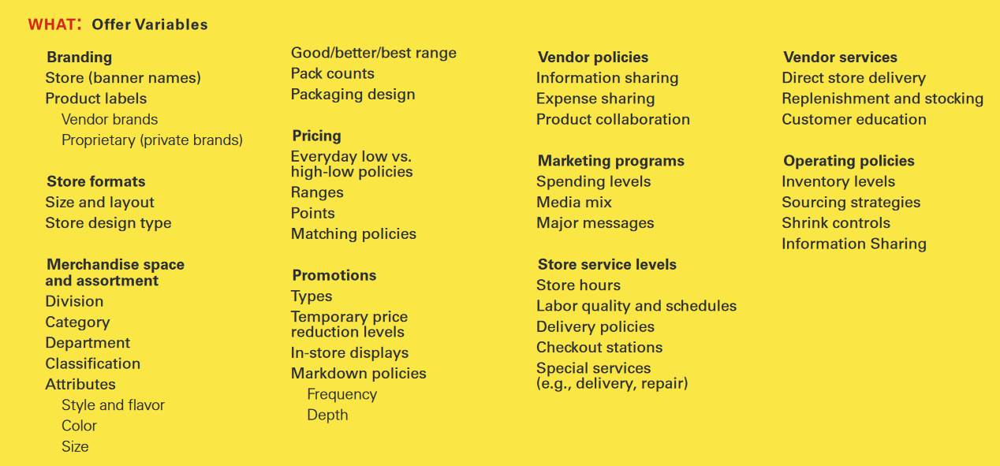 WHAT: Offer Variables
Branding
Store (banner names)
Product labels
Vendor brands
Proprietary (private brands)
Store formats
Size and layout
Store design type
Merchandise space
and assortment
Division
Category
Department
Classification
Attributes
Style and flavor
Color
Size
Good/better/best range
Pack counts
Packaging design
Pricing
Everyday low vs.
high-low policies
Ranges
Points
Matching policies
Promotions
Types
Temporary price
reduction levels
In-store displays
Markdown policies
Frequency
Depth
Vendor policies
Information sharing
Expense sharing
Product collaboration
Marketing programs
Spending levels
Media mix
Major messages
Store service levels
Store hours
Labor quality and schedules
Delivery policies
Checkout stations
Special services
(e.g., delivery, repair)
Vendor services
Direct store delivery
Replenishment and stocking
Customer education
Operating policies
Inventory levels
Sourcing strategies
Shrink controls
Information Sharing